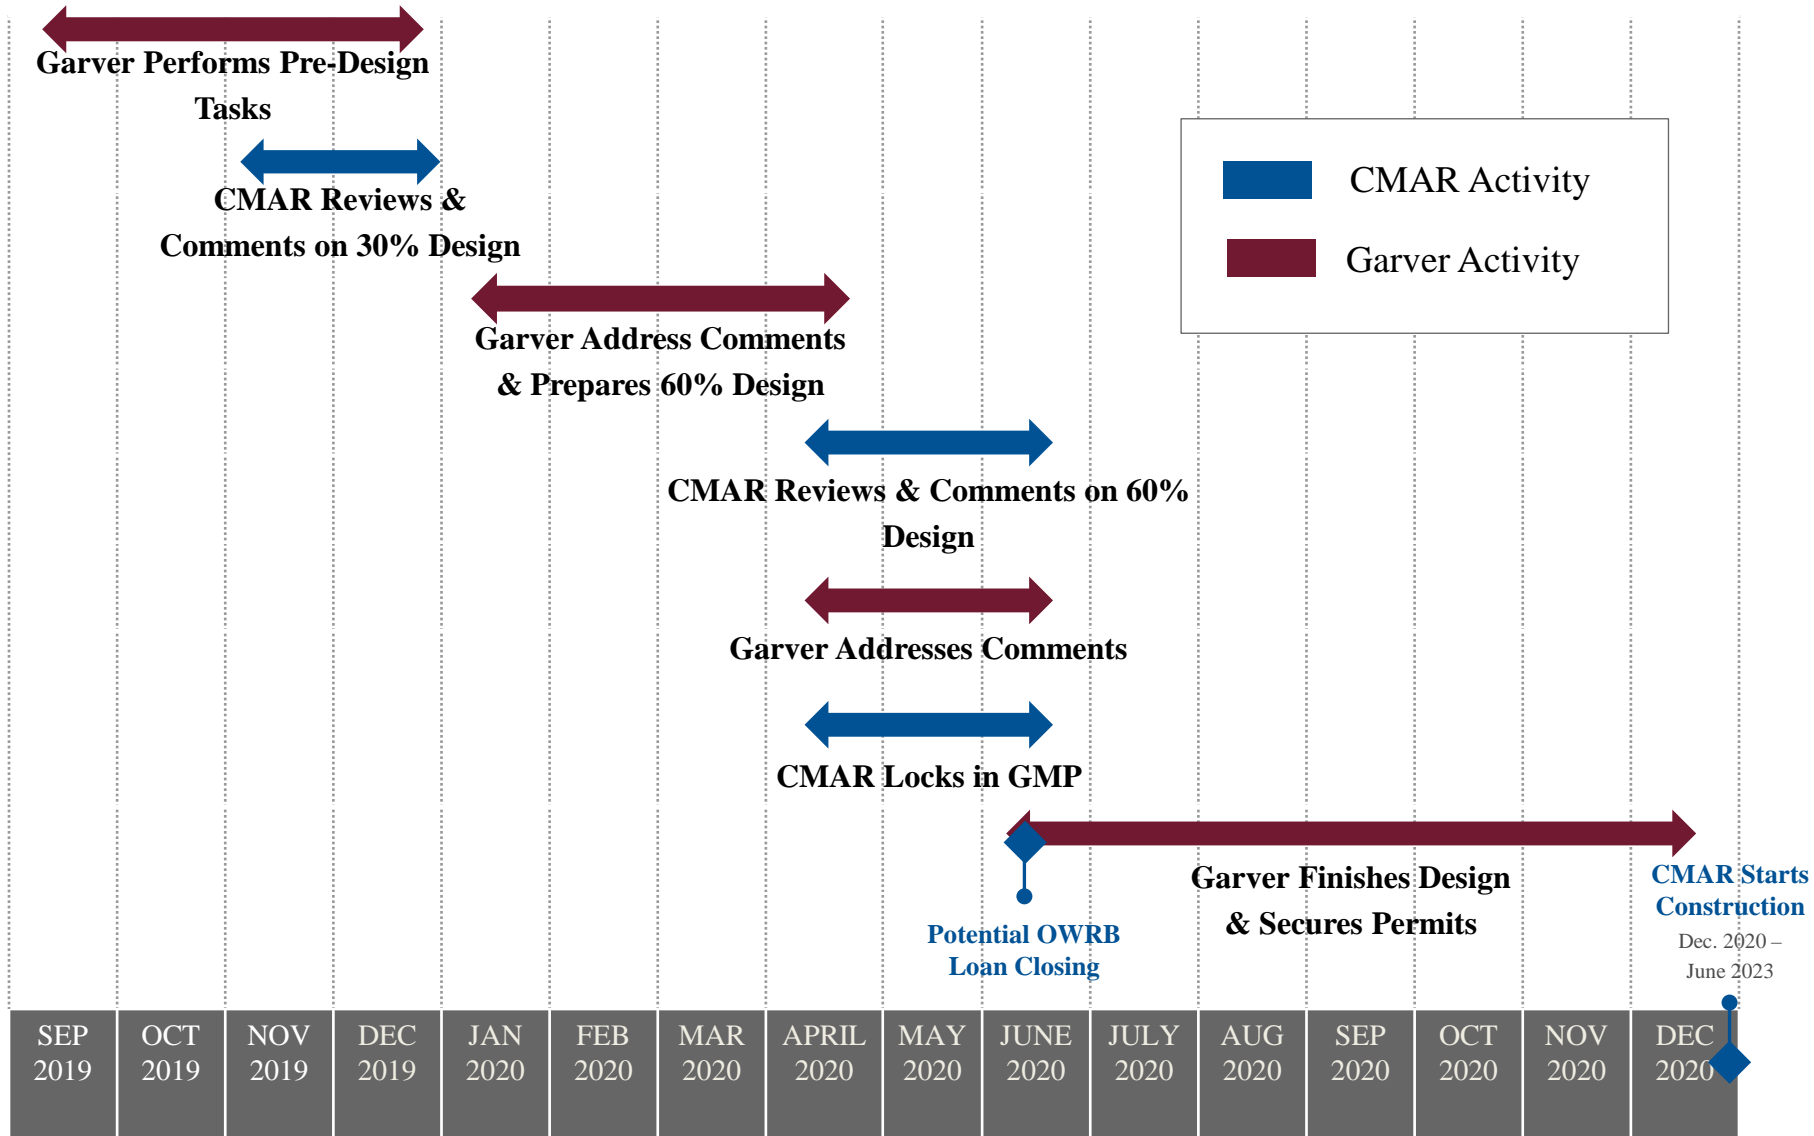 Garver Performs Pre-Design
Tasks
CMAR Reviews &
Comments on 30% Design
CMAR Activity
Garver Activity
Garver Address Comments
& Prepares 60% Design
CMAR Reviews & Comments on 60%
Design
Garver Addresses Comments
CMAR Locks in GMP
Garver Finishes Design
& Secures Permits
Potential OWRB
Loan Closing
CMAR Starts
Construction
Dec. 2020 –
June 2023
SEP
2019
OCT
2019
NOV
2019
DEC
2019
JAN
2020
FEB
2020
MAR
2020
APRIL
2020
MAY
2020
JUNE
2020
JULY
2020
AUG
2020
SEP
2020
OCT
2020
NOV
2020
DEC
2020